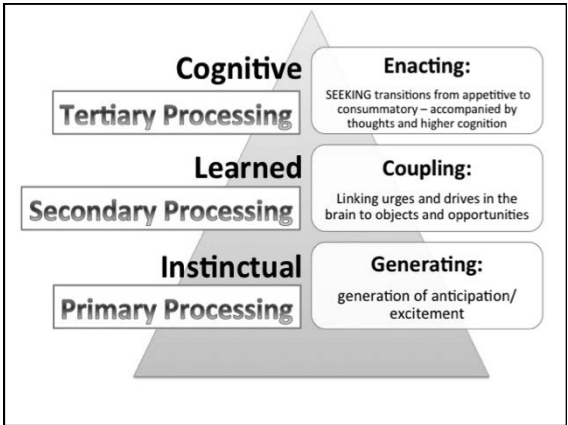 Cognitive
Tertiary Processing
Enacting:
SEEKING transitions from appetitive to
consummatory – accompanied by
thoughts and higher cognition
Learned
Secondary Processing
Coupling:
Linking urges and drives in the
brain to objects and opportunities
Instinctual
Primary Processing
Generating:
generation of anticipation/
excitement